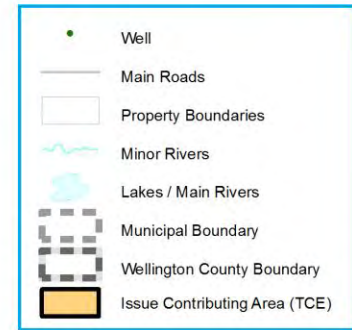 Well
Main Roads
Property Boundaries
Minor Rivers
Lakes / Main Rivers
Municipal Boundary
Wellington County Boundary
Issue Contributing Area (TCE)